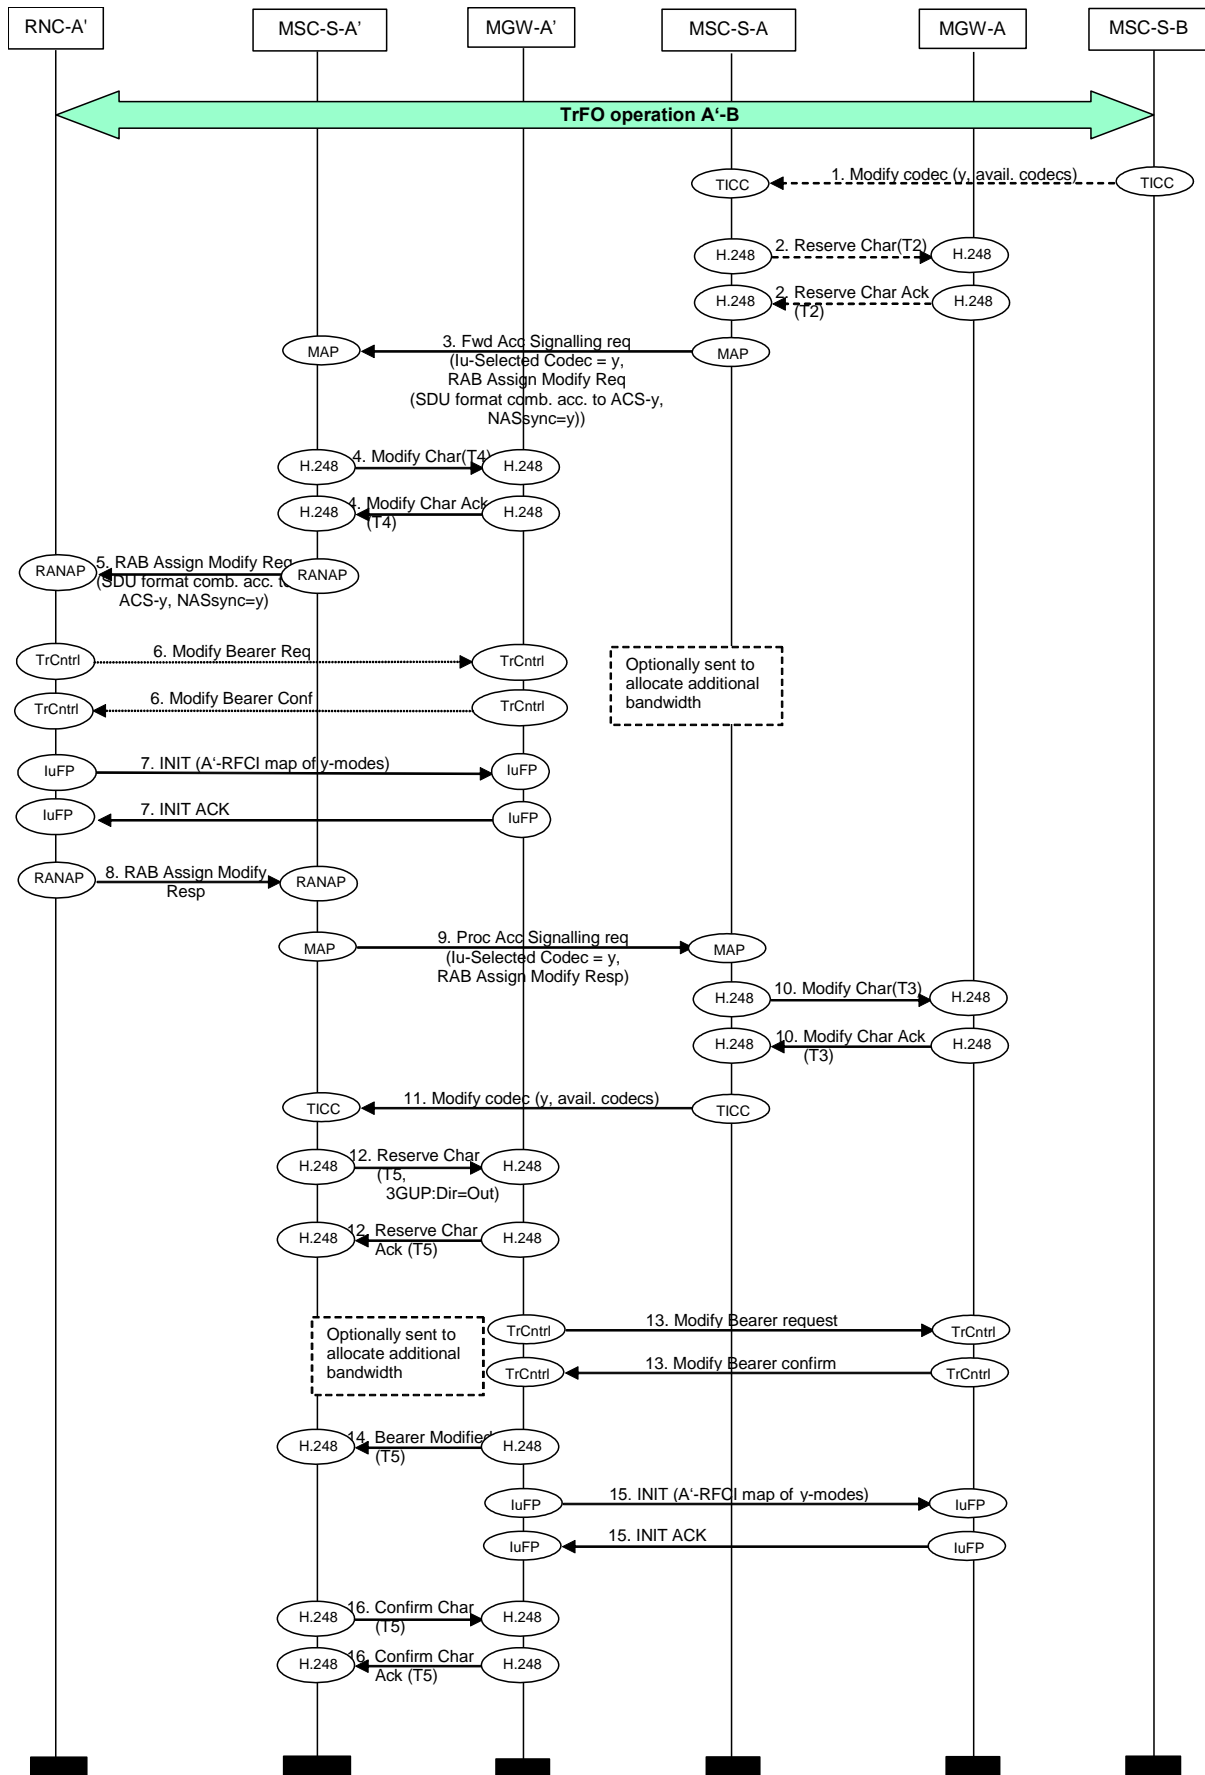 RNC-A'
MSC-S-A’
MGW-A’
MSC-S-A
MGW-A
MSC-S-B
TrFO operation A‘-B
TICC
1. Modify codec (y, avail. codecs)
TICC
H.248
2. Reserve Char(T2)
H.248
H.248
2. Reserve Char Ack
(T2)
H.248
MAP
3. Fwd Acc Signalling req
(Iu-Selected Codec = y,
RAB Assign Modify Req
(SDU format comb. acc. to ACS-y,
NASsync=y))
MAP
H.248
4. Modify Char(T4)
H.248
H.248
4. Modify Char Ack
(T4)
H.248
RANAP
5. RAB Assign Modify Req
(SDU format comb. acc. to
ACS-y, NASsync=y)
RANAP
TrCntrl
6. Modify Bearer Req
TrCntrl
TrCntrl
6. Modify Bearer Conf
TrCntrl
Optionally sent to
allocate additional
bandwidth
IuFP
7. INIT (A‘-RFCI map of y-modes)
IuFP
IuFP
7. INIT ACK
IuFP
RANAP
8. RAB Assign Modify
Resp
RANAP
MAP
9. Proc Acc Signalling req
(Iu-Selected Codec = y,
RAB Assign Modify Resp)
MAP
H.248
10. Modify Char(T3)
H.248
H.248
10. Modify Char Ack
(T3)
H.248
TICC
11. Modify codec (y, avail. codecs)
TICC
H.248
12. Reserve Char
(T5,
3GUP:Dir=Out)
H.248
H.248
12. Reserve Char
Ack (T5)
H.248
Optionally sent to
allocate additional
bandwidth
TrCntrl
13. Modify Bearer request
TrCntrl
TrCntrl
13. Modify Bearer confirm
TrCntrl
H.248
14. Bearer Modified
(T5)
H.248
IuFP
15. INIT (A‘-RFCI map of y-modes)
IuFP
IuFP
15. INIT ACK
IuFP
H.248
16. Confirm Char
(T5)
H.248
H.248
16. Confirm Char
Ack (T5)
H.248